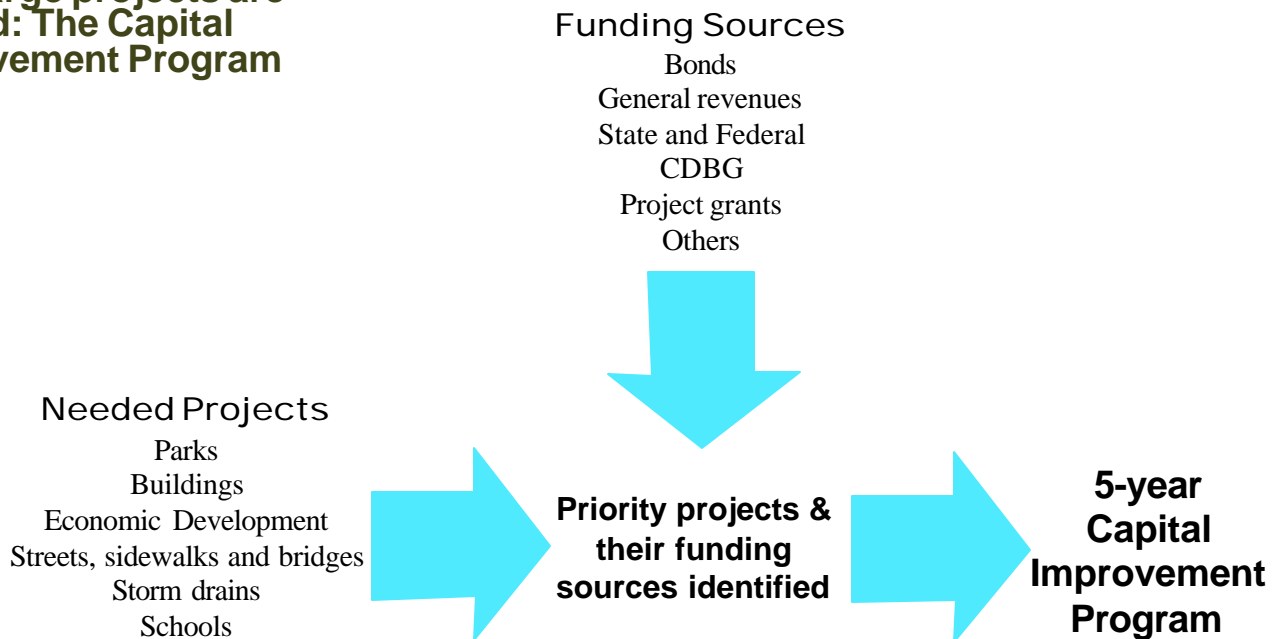 projects are
The Capital
Program
Funding Sources
Bonds
General revenues
State and Federal
CDBG
Project grants
Others
Needed Projects
Parks
Buildings
Economic Development
Streets, sidewalks and bridges
Storm drains
Schools
Priority projects &
their funding
sources identified
5-year
Capital
Improvement
Program